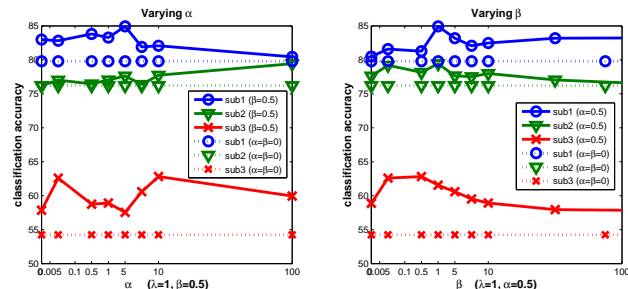 Varying α
classification accuracy
85
80
75
70
65
60
55
50
sub1 (β=0.5)
sub2 (β=0.5)
sub3 (β=0.5)
sub1 (α=β=0)
sub2 (α=β=0)
sub3 (α=β=0)
0 0.005 0.1 0.5 1 5 10 100
α (λ=1, β=0.5)
Varying β
classification accuracy
85
80
75
70
65
60
55
50
sub1 (α=0.5)
sub2 (α=0.5)
sub3 (α=0.5)
sub1 (α=β=0)
sub2 (α=β=0)
sub3 (α=β=0)
0 0.005 0.1 0.5 1 5 10 100
β (λ=1, α=0.5)